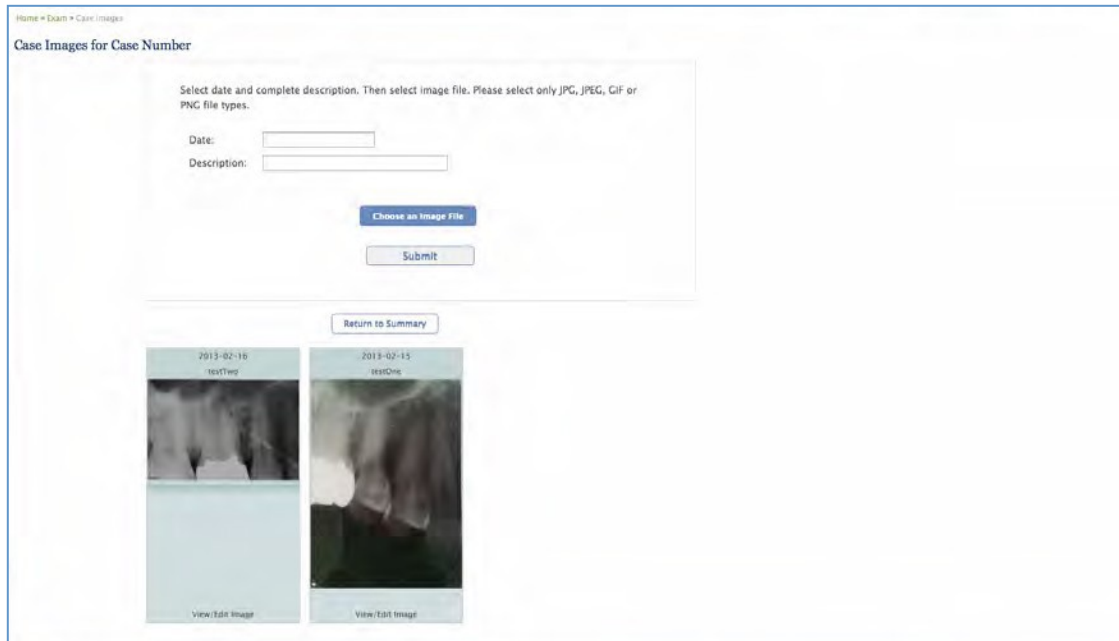 Home » Exam » Case Images
Case Images for Case Number
Select date and complete description. Then select image file. Please select only JPG, JPEG, GIF or
PNG file types.
Date:
Description:
Choose an Image File
Submit
Return to Summary
2013-02-16
testTwo
View/Edit Image
2013-02-15
testOne
View/Edit Image